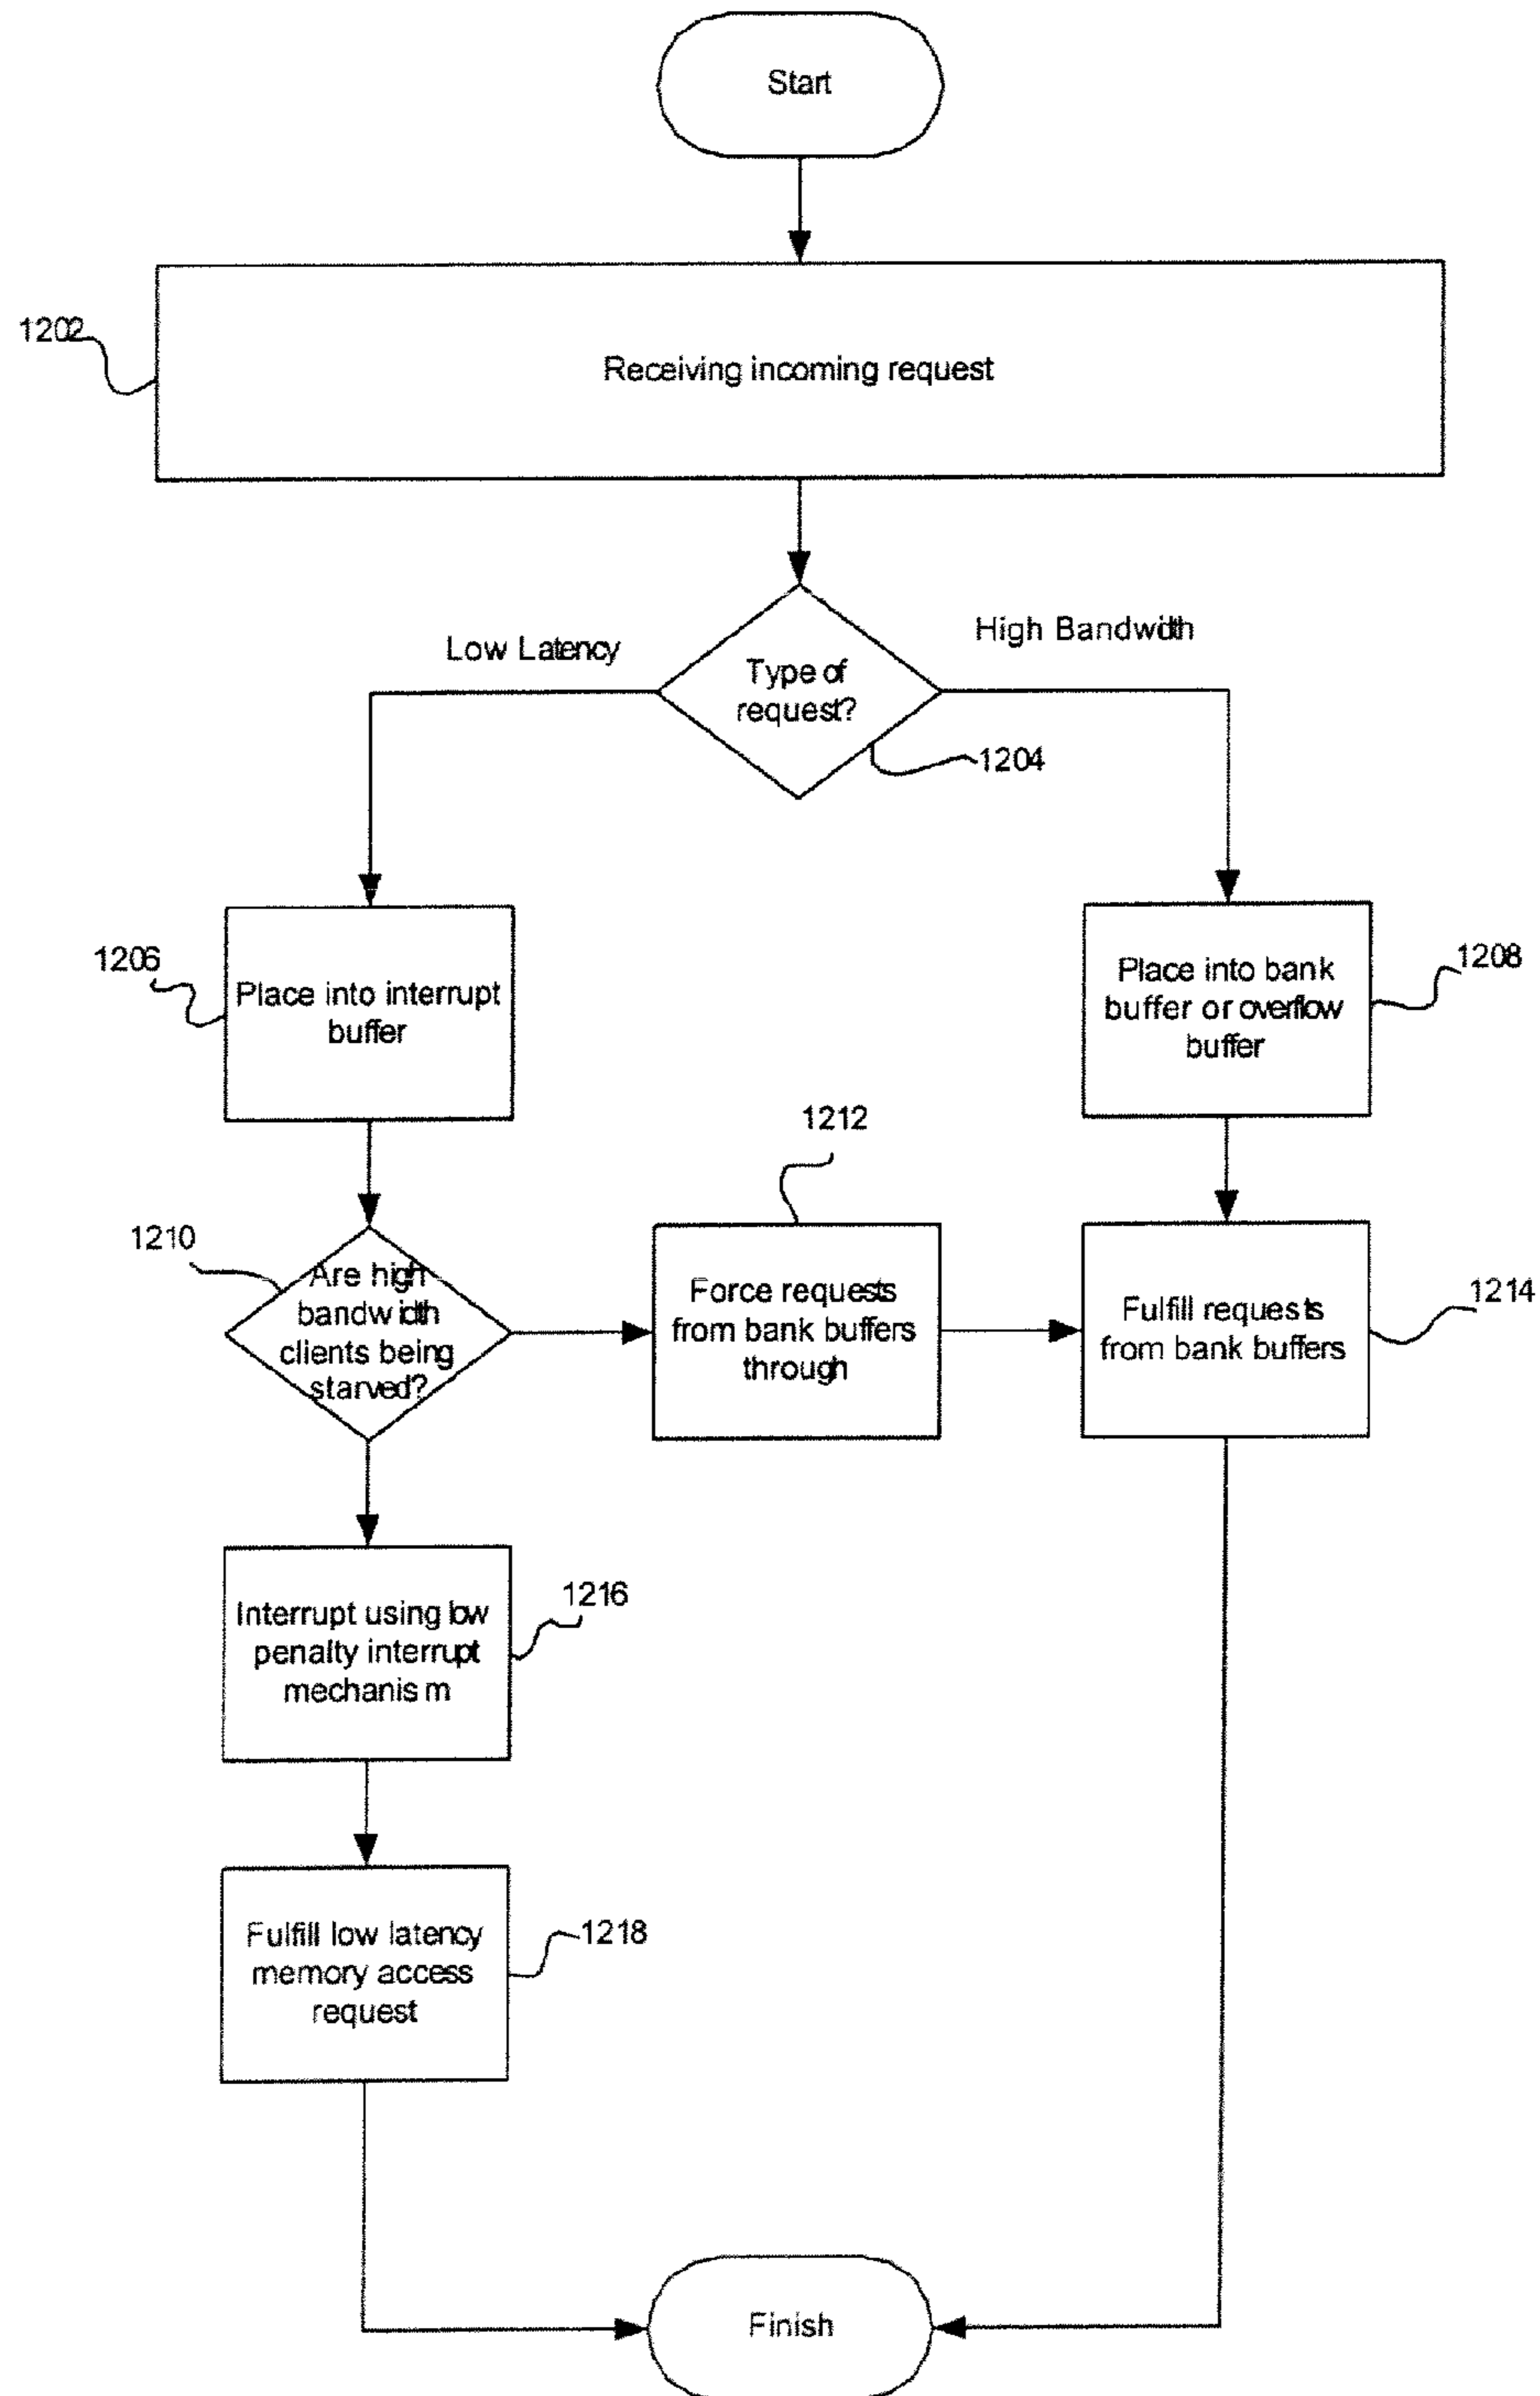 Start
1202
Receiving incoming request
Low Latency
High Bandwidth
Type of
request?
1204
1206
Place into interrupt
buffer
Place into bank
buffer or overflow
buffer
1208
1212
1210
Are high
bandwidth
clients being
starved?
Force requests
from bank buffers
through
Fulfill requests
from bank buffers
1214
Interrupt using low
penalty interrupt
mechanism
1216
Fulfill low latency
memory access
request
1218
Finish